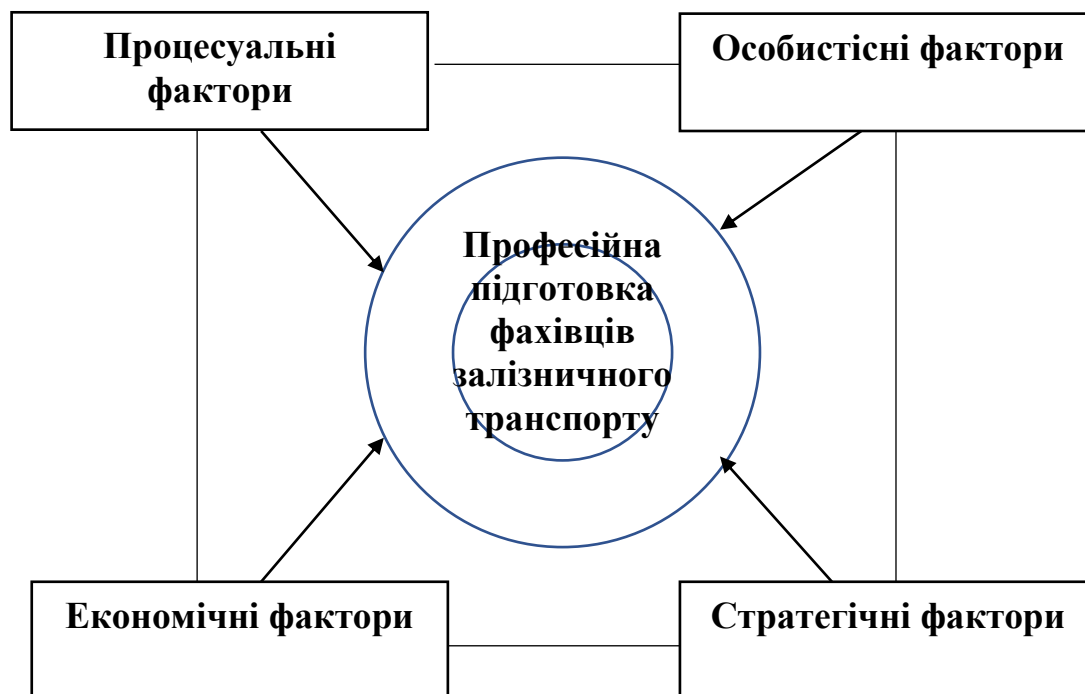 Процесуальні
фактори
Особистісні фактори
Професійна
підготовка
фахівців
залізничного
транспорту
Економічні фактори
Стратегічні фактори